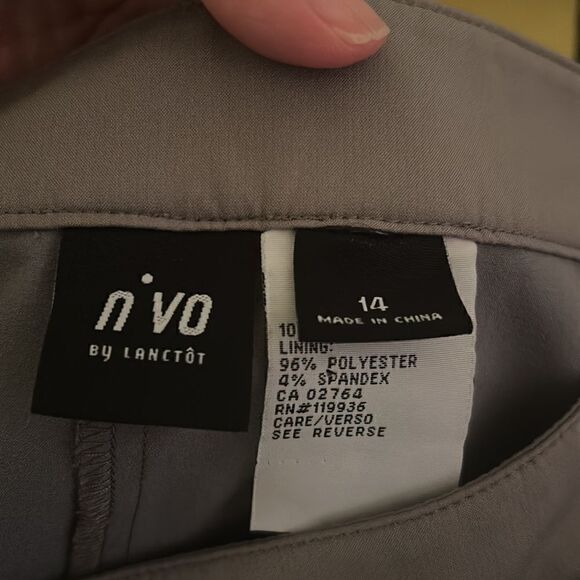 n·vo
By LANCTÔT
14
MADE IN CHINA
10
LINING:
96% POLYESTER
4% SPANDEX
CA 02764
RN#119936
CARE/VERSO
SEE REVERSE